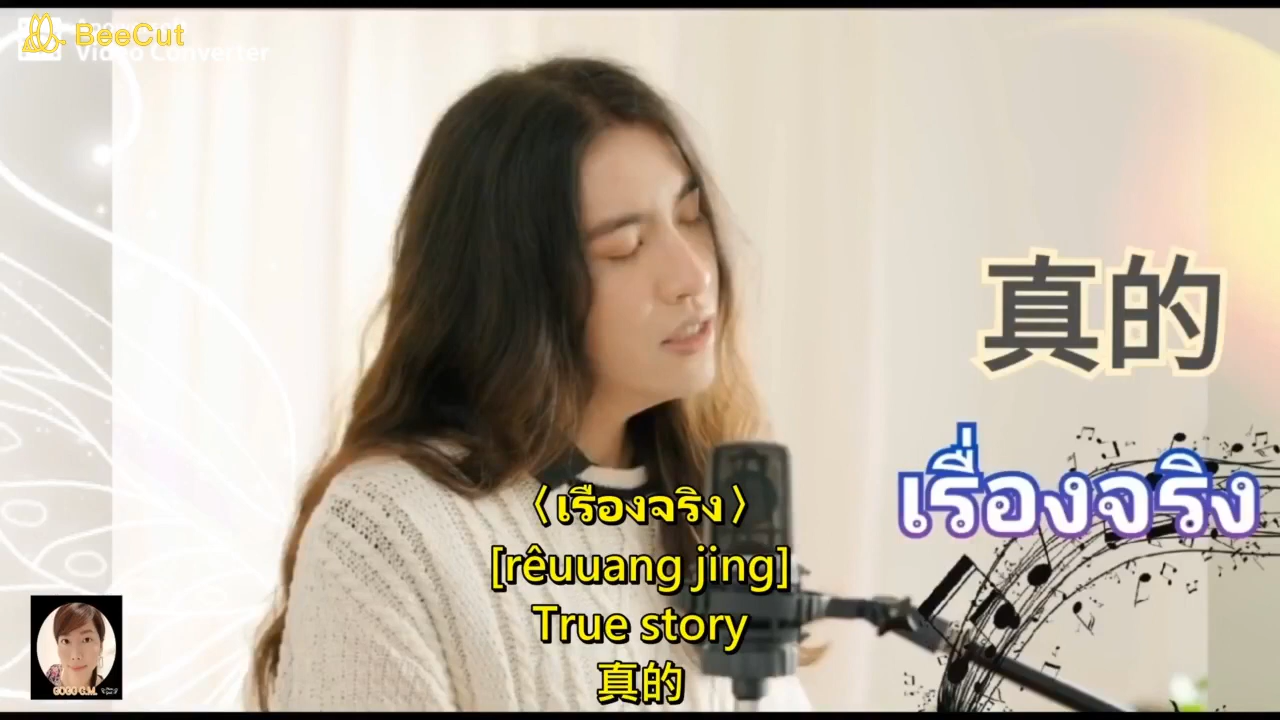 BeeCut
Video Converter
真的
เรื่องจริง
〈เรื่องจริง〉
[rêuuang jing]
True story
真的
COCO C.M.